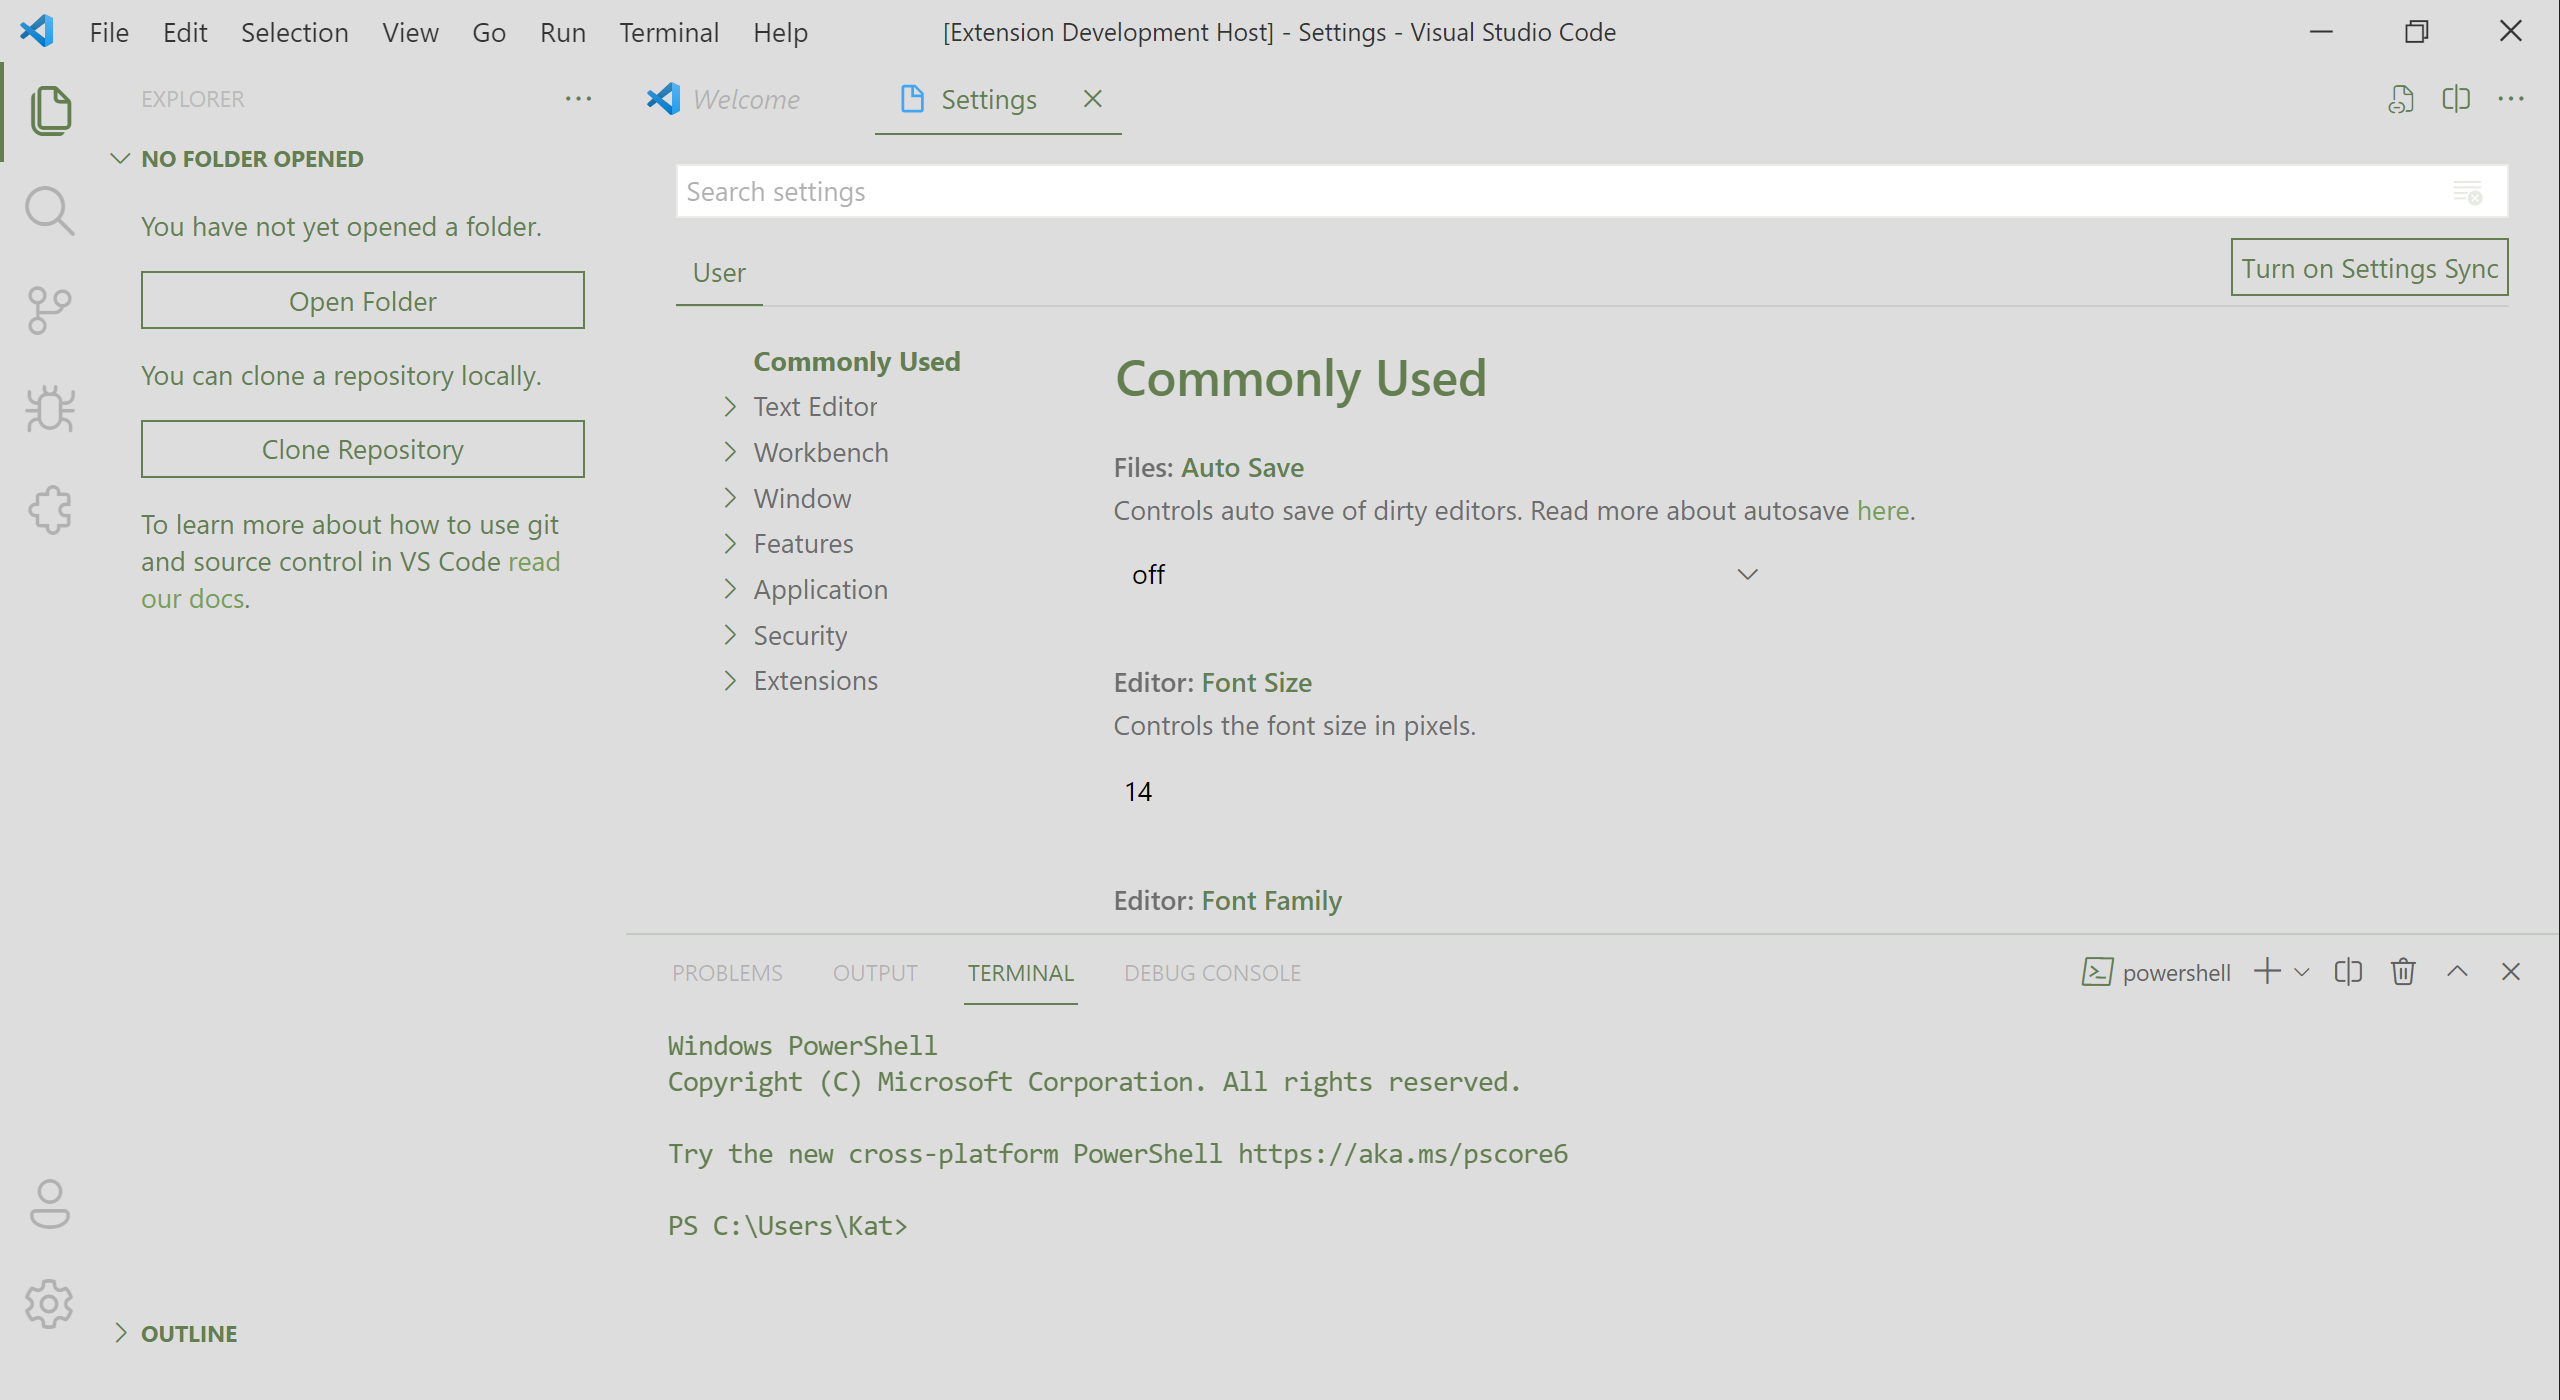 File Edit Selection View Go Run Terminal Help
[Extension Development Host] - Settings - Visual Studio Code
EXPLORER
NO FOLDER OPENED
You have not yet opened a folder.
Open Folder
You can clone a repository locally.
Clone Repository
To learn more about how to use git
and source control in VS Code read
our docs.
OUTLINE
Welcome
Settings
Search settings
User
Turn on Settings Sync
Commonly Used
Text Editor
Workbench
Window
Features
Application
Security
Extensions
Commonly Used
Files: Auto Save
Controls auto save of dirty editors. Read more about autosave here.
off
Editor: Font Size
Controls the font size in pixels.
14
Editor: Font Family
PROBLEMS OUTPUT TERMINAL DEBUG CONSOLE
powershell
Windows PowerShell
Copyright (C) Microsoft Corporation. All rights reserved.
Try the new cross-platform PowerShell https://aka.ms/pscore6
PS C:\Users\Kat>